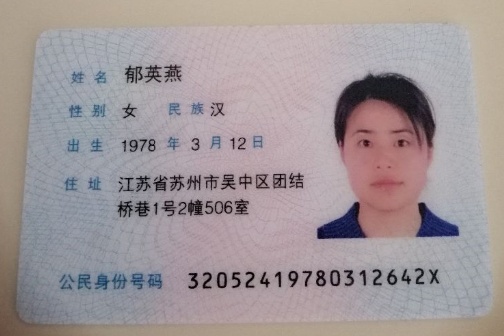 姓名 郁英燕
性别 女 民族 汉
出生 1978 年 3 月 12 日
住址 江苏省苏州市吴中区团结
桥巷1号2幢506室
公民身份号码 32052419780312642X